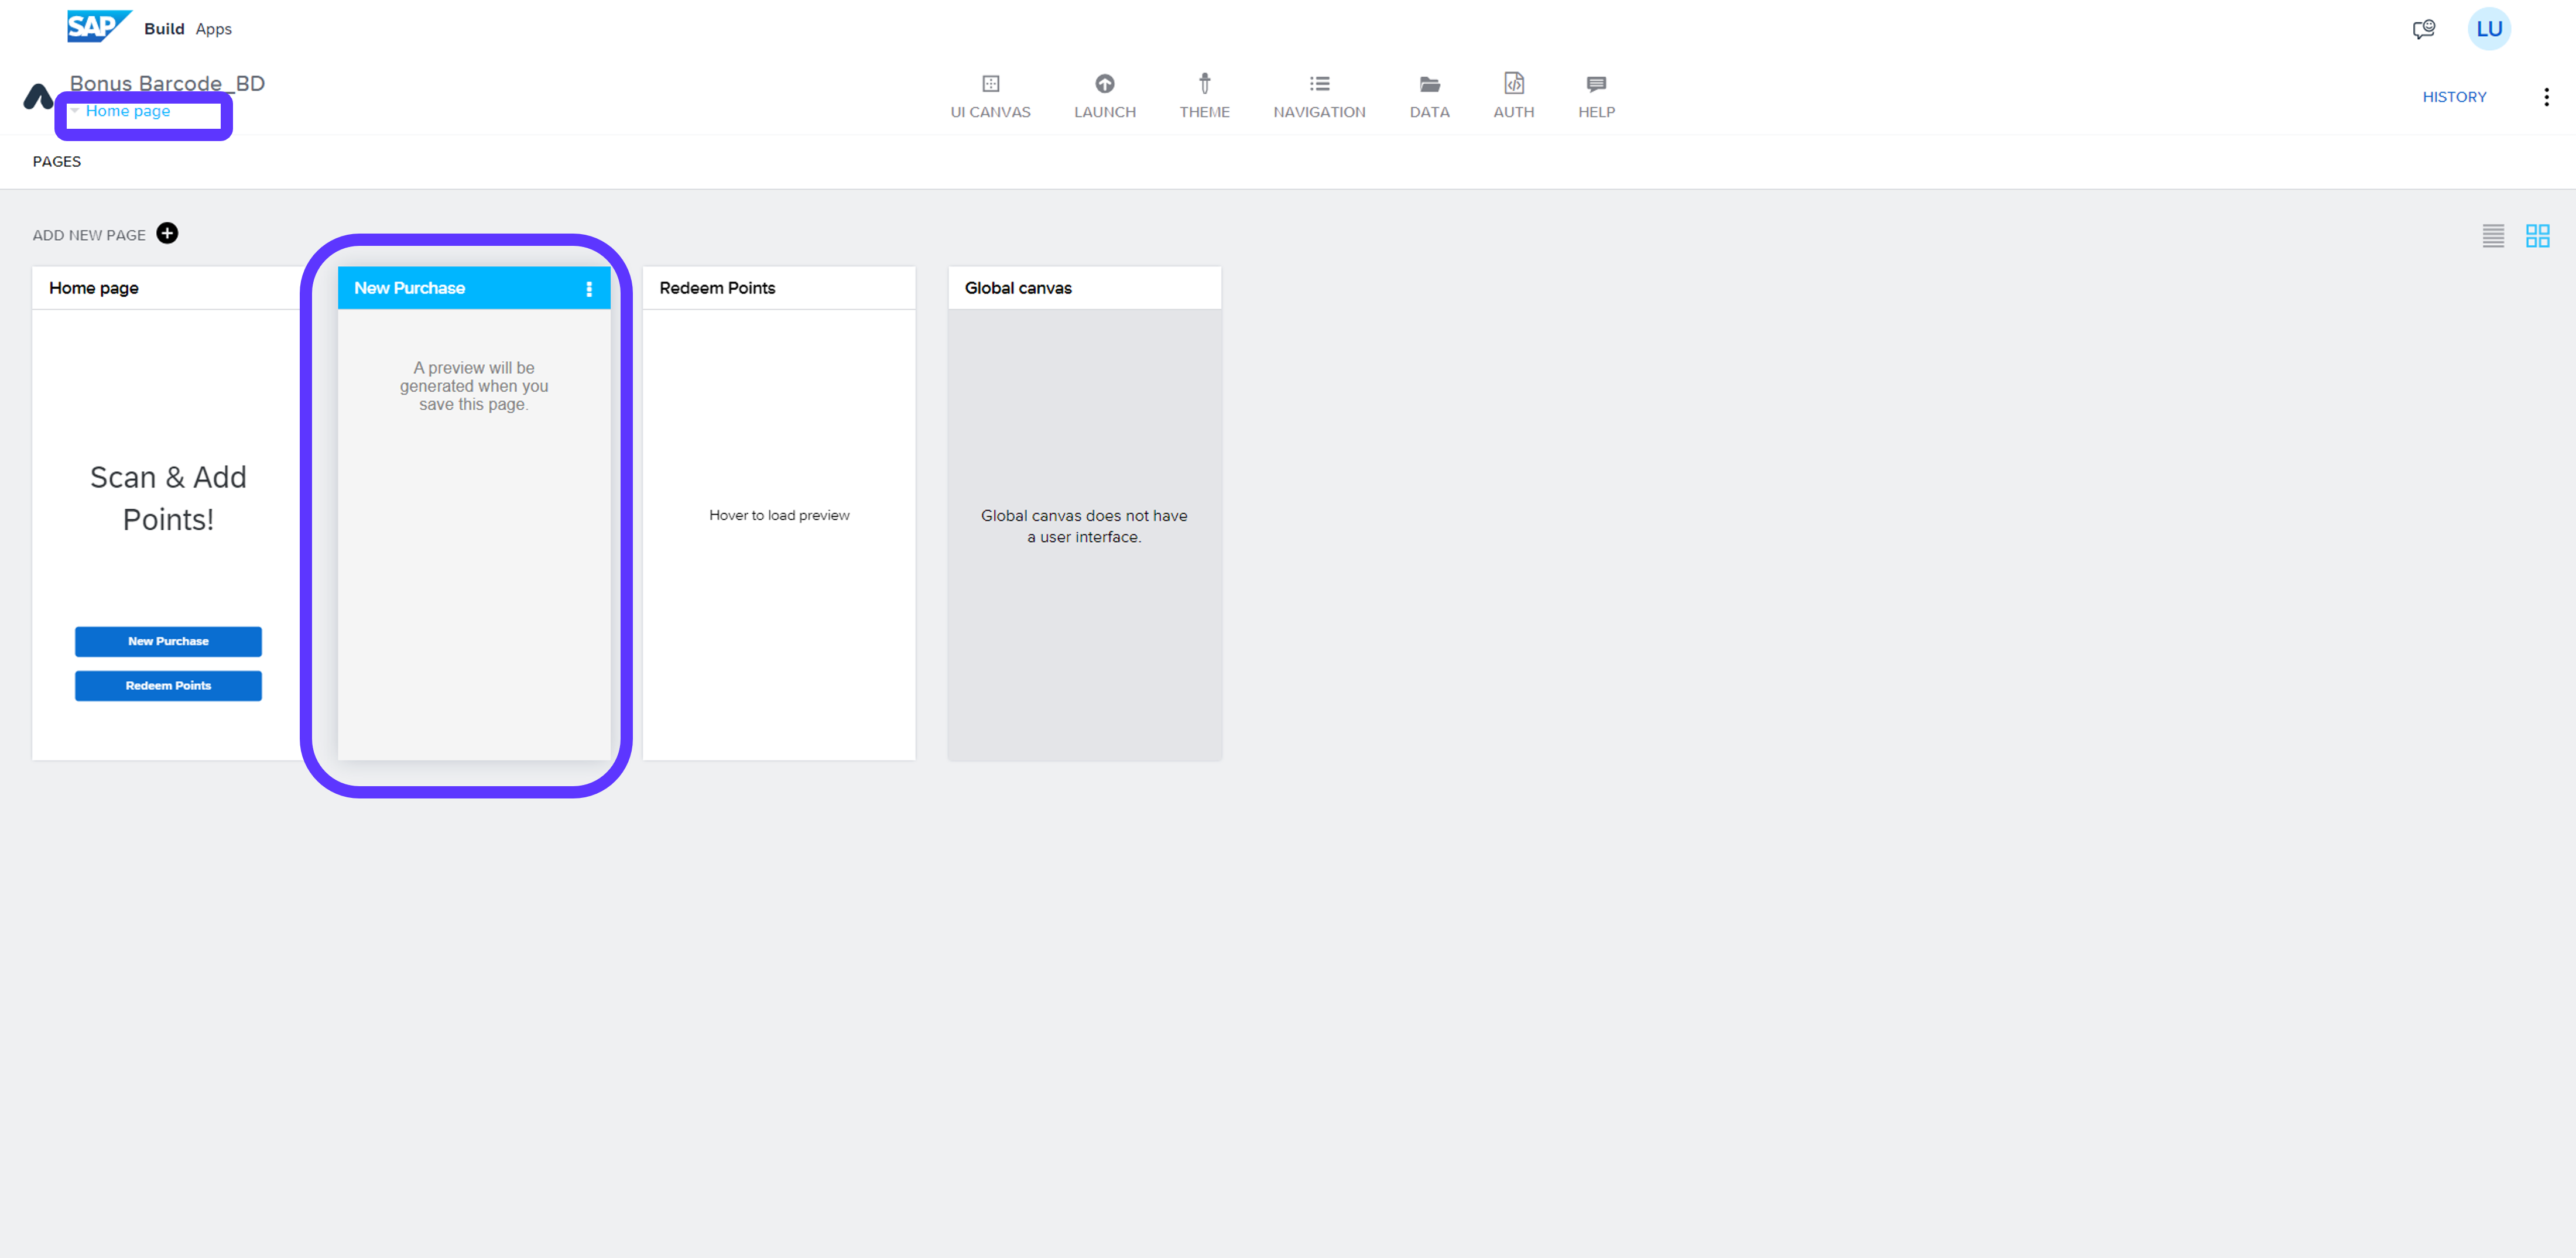 SAP Build Apps
LU
Bonus Barcode_BD
Home page
UI CANVAS
LAUNCH
THEME
NAVIGATION
DATA
AUTH
HELP
HISTORY
PAGES
ADD NEW PAGE
Home page
New Purchase
Redeem Points
Global canvas
A preview will be
generated when you
save this page.
Scan & Add
Points!
Hover to load preview
Global canvas does not have
a user interface.
New Purchase
Redeem Points